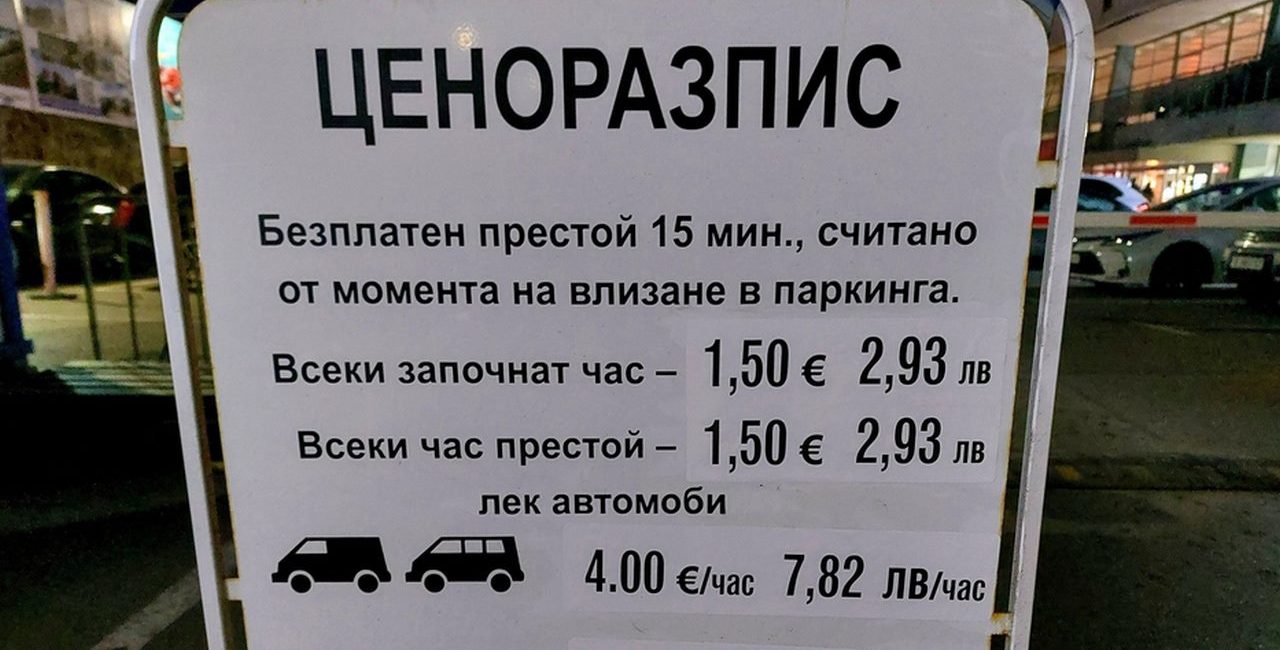 ЦЕНОРАЗПИС
Безплатен престой 15 мин., считано
от момента на влизане в паркинга.
Всеки започнат час – 1,50 € 2,93 лв
Всеки час престой – 1,50 € 2,93 лв
лек автомоби
4.00 €/час 7,82 лв/час